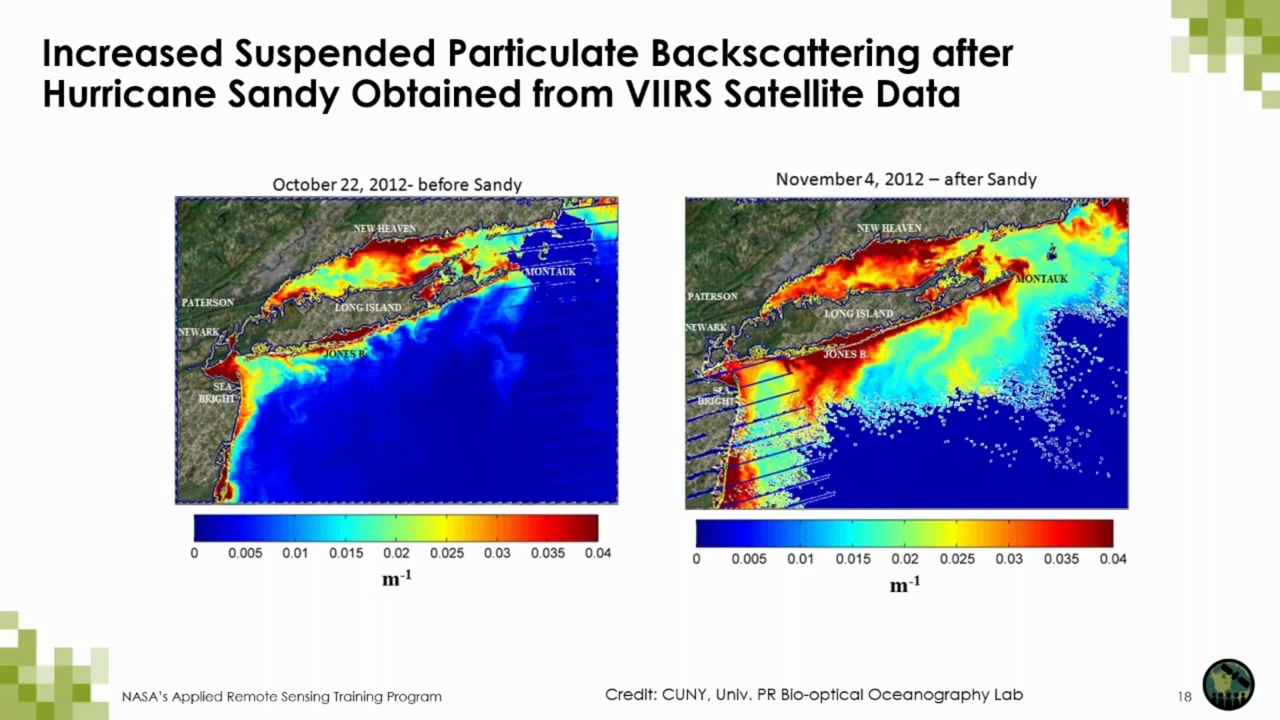 Increased Suspended Particulate Backscattering after
Hurricane Sandy Obtained from VIIRS Satellite Data
October 22, 2012- before Sandy
NEW HEAVEN
MONTAUK
PATERSON
LONG ISLAND
NEWARK
JONES B.
SEA
BRIGHT
0 0.005 0.01 0.015 0.02 0.025 0.03 0.035 0.04
m-1
November 4, 2012 – after Sandy
NEW HEAVEN
MONTAUK
PATERSON
LONG ISLAND
NEWARK
JONES B.
SEA
BRIGHT
0 0.005 0.01 0.015 0.02 0.025 0.03 0.035 0.04
m-1
NASA's Applied Remote Sensing Training Program
Credit: CUNY, Univ. PR Bio-optical Oceanography Lab
18